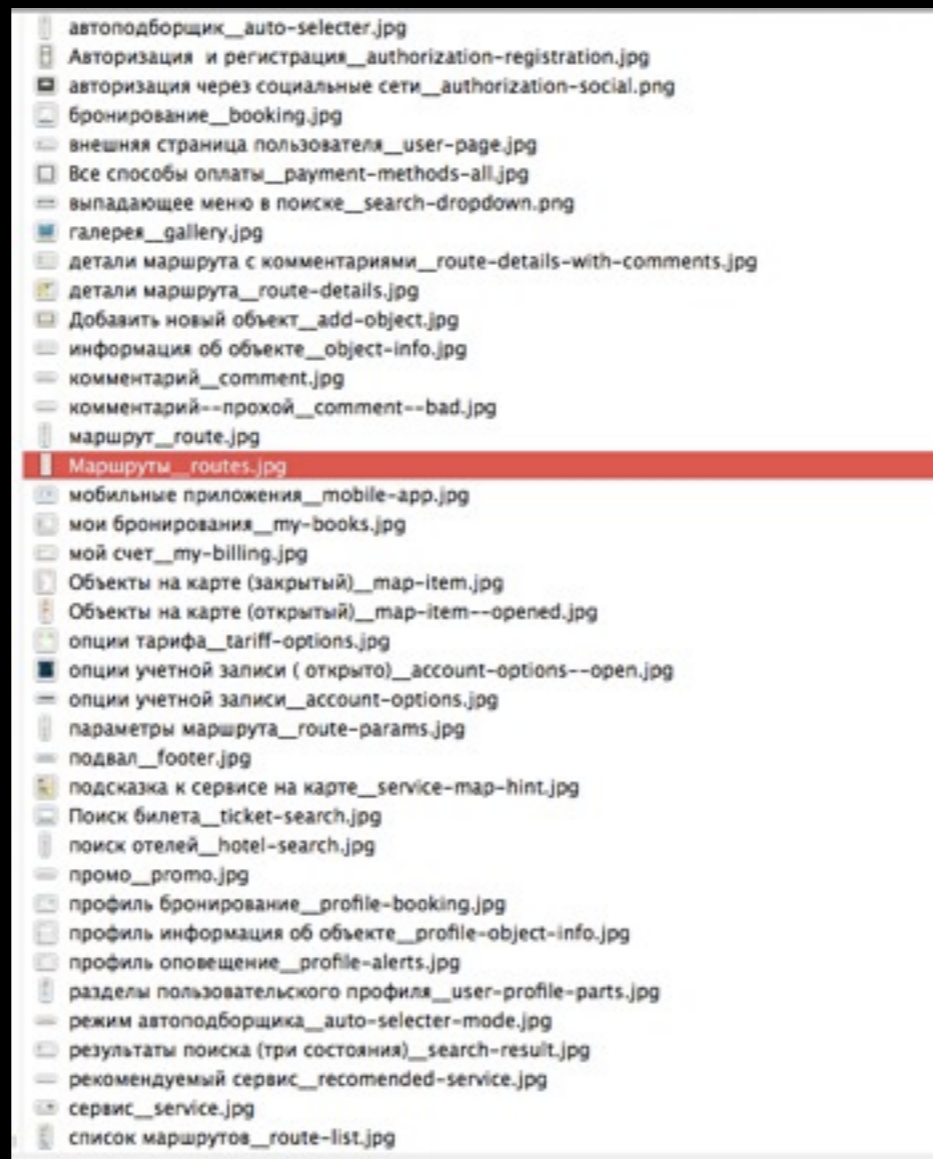 автоподборщик__auto-selecter.jpg
Авторизация  и регистрация__authorization-registration.jpg
авторизация через социальные сети__authorization-social.png
бронирование__booking.jpg
внешняя страница пользователя__user-page.jpg
Все способы оплаты__payment-methods-all.jpg
выпадающее меню в поиске__search-dropdown.png
галерея__gallery.jpg
детали маршрута с комментариями__route-details-with-comments.jpg
детали маршрута__route-details.jpg
Добавить новый объект__add-object.jpg
информация об объекте__object-info.jpg
комментарий__comment.jpg
комментарий--прохой__comment--bad.jpg
маршрут__route.jpg
Маршруты__routes.jpg
мобильные приложения__mobile-app.jpg
мои бронирования__my-books.jpg
мой счет__my-billing.jpg
Объекты на карте (закрытый)__map-item.jpg
Объекты на карте (открытый)__map-item--opened.jpg
опции тарифа__tariff-options.jpg
опции учетной записи ( открыто)__account-options--open.jpg
опции учетной записи__account-options.jpg
параметры маршрута__route-params.jpg
подвал__footer.jpg
подсказка к сервисе на карте__service-map-hint.jpg
Поиск билета__ticket-search.jpg
поиск отелей__hotel-search.jpg
промо__promo.jpg
профиль бронирование__profile-booking.jpg
профиль информация об объекте__profile-object-info.jpg
профиль оповещение__profile-alerts.jpg
разделы пользовательского профиля__user-profile-parts.jpg
режим автоподборщика__auto-selecter-mode.jpg
результаты поиска (три состояния)__search-result.jpg
рекомендуемый сервис__recomended-service.jpg
сервис__service.jpg
список маршрутов__route-list.jpg